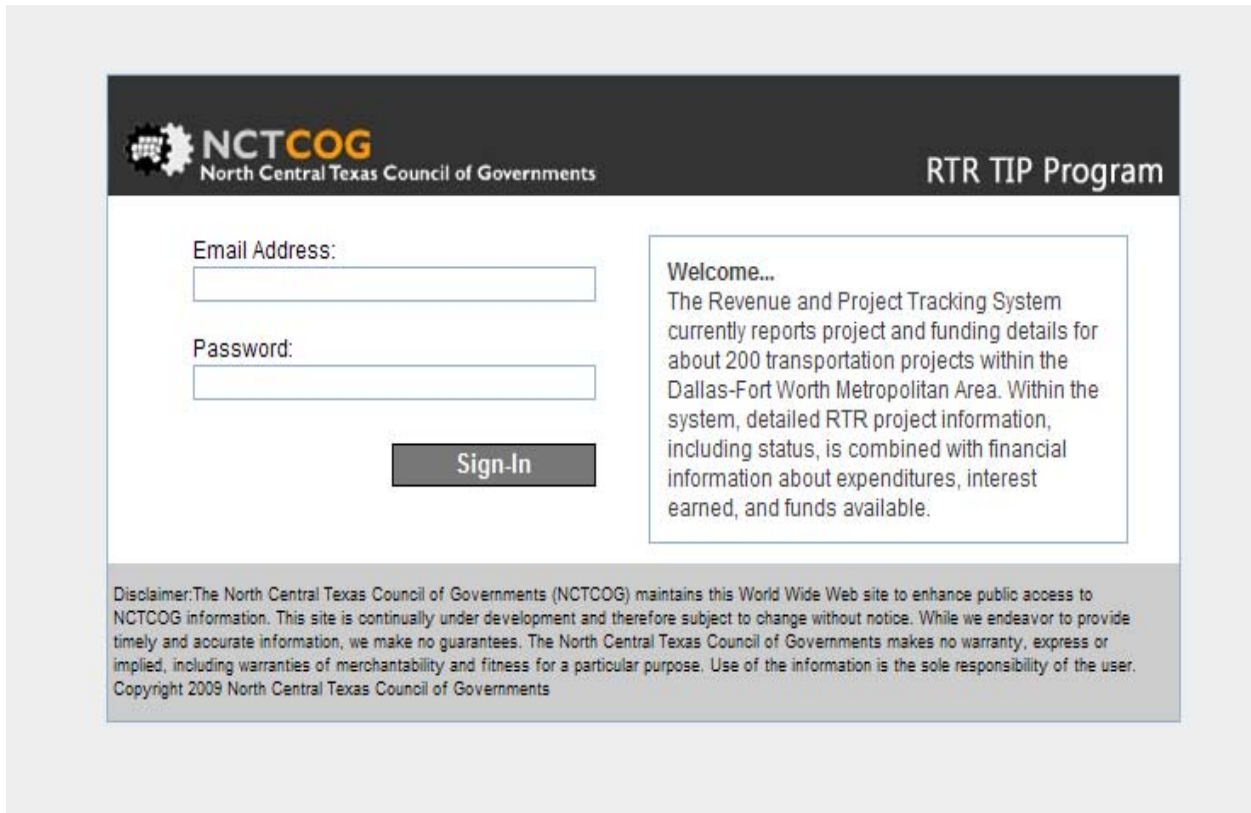 NCTCOG
North Central Texas Council of Governments
RTR TIP Program
Email Address:
Password:
Sign-In
Welcome...
The Revenue and Project Tracking System
currently reports project and funding details for
about 200 transportation projects within the
Dallas-Fort Worth Metropolitan Area. Within the
system, detailed RTR project information,
including status, is combined with financial
information about expenditures, interest
earned, and funds available.
Disclaimer:The North Central Texas Council of Governments (NCTCOG) maintains this World Wide Web site to enhance public access to
NCTCOG information. This site is continually under development and therefore subject to change without notice. While we endeavor to provide
timely and accurate information, we make no guarantees. The North Central Texas Council of Governments makes no warranty, express or
implied, including warranties of merchantability and fitness for a particular purpose. Use of the information is the sole responsibility of the user.
Copyright 2009 North Central Texas Council of Governments